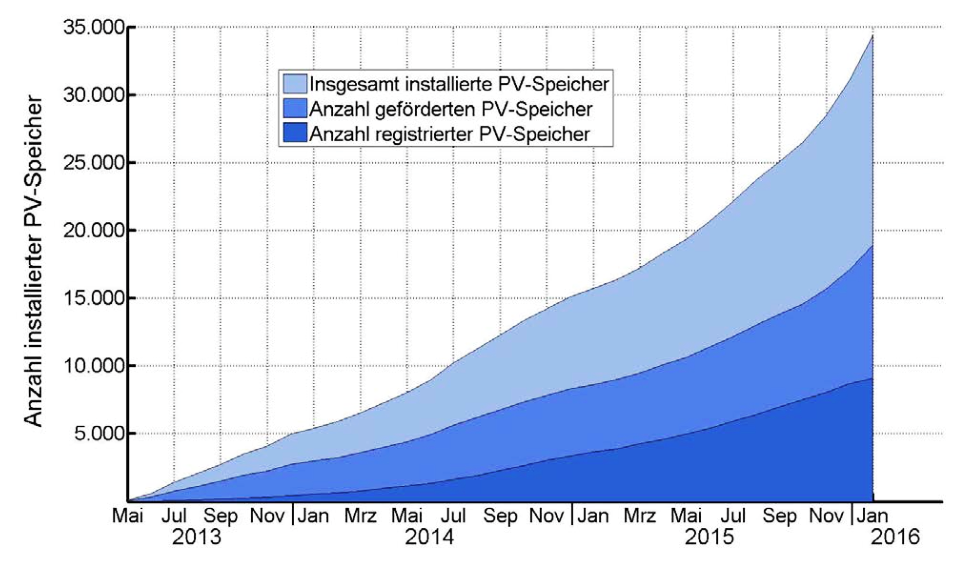 35.000
30.000
25.000
20.000
15.000
10.000
5.000
Anzahl installierter PV-Speicher
Insgesamt installierte PV-Speicher
Anzahl geförderten PV-Speicher
Anzahl registrierter PV-Speicher
Mai Jul Sep Nov Jan Mrz Mai Jul Sep Nov Jan Mrz Mai Jul Sep Nov Jan
2013 2014 2015 2016